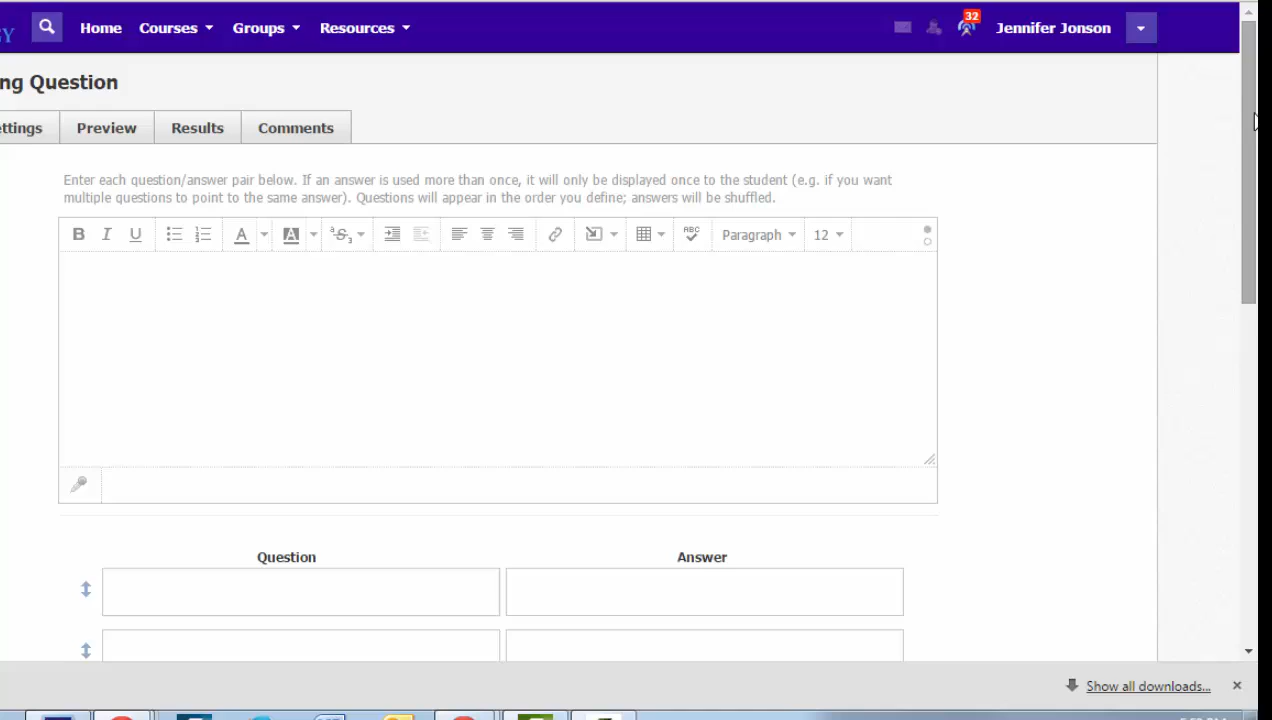 GY
Home Courses Groups Resources 32 Jennifer Jonson
ng Question
ettings Preview Results Comments
Enter each question/answer pair below. If an answer is used more than once, it will only be displayed once to the student (e.g. if you want
multiple questions to point to the same answer). Questions will appear in the order you define; answers will be shuffled.
B I U A A S ABC Paragraph 12
Question Answer
Show all downloads...